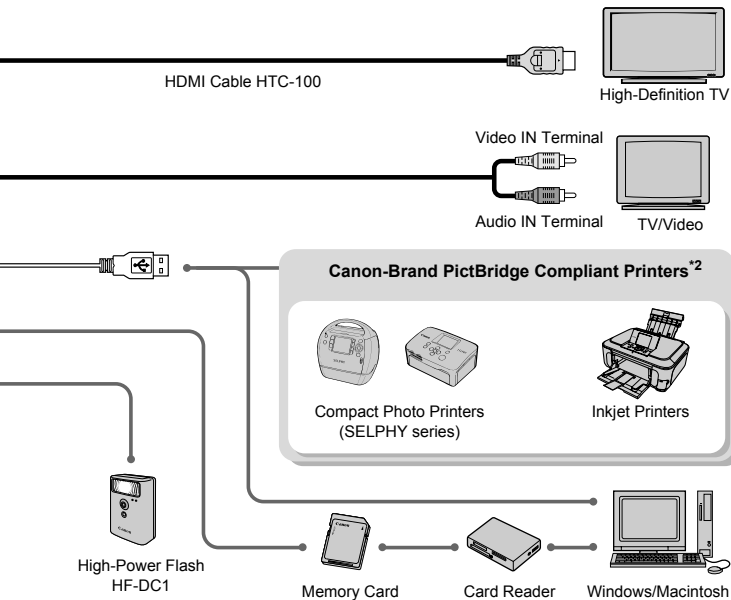 HDMI Cable HTC-100
High-Definition TV
Video IN Terminal
Audio IN Terminal
TV/Video
Canon-Brand PictBridge Compliant Printers*2
Compact Photo Printers
(SELPHY series)
Inkjet Printers
High-Power Flash
HF-DC1
Memory Card
Card Reader
Windows/Macintosh